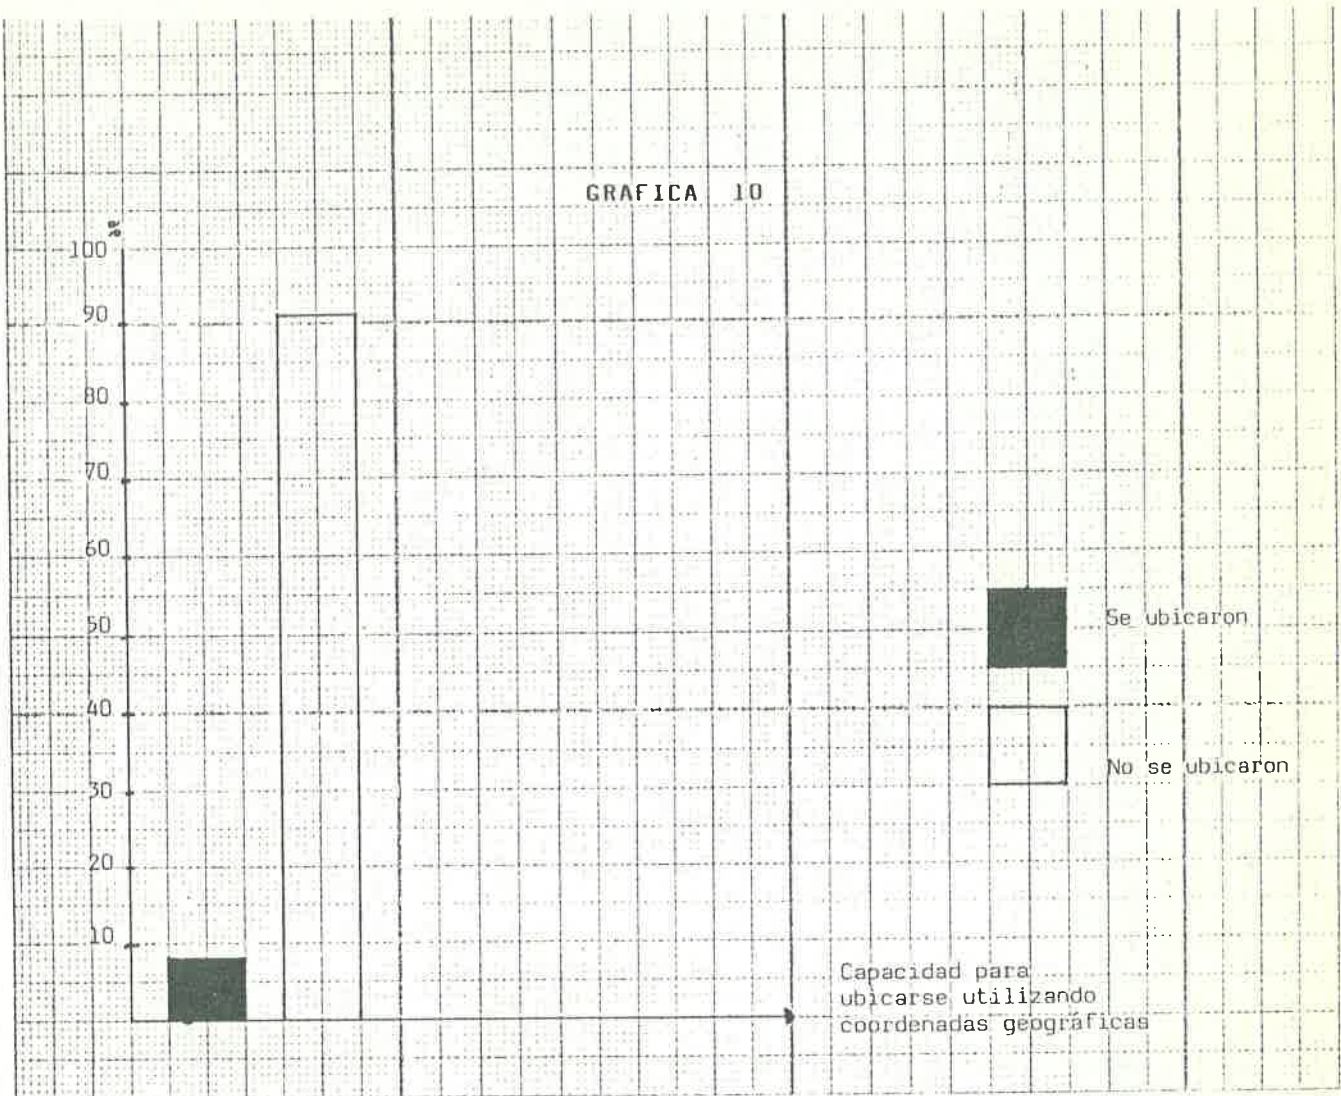 GRAFICA 10
%
100
90
80
70
60
50
40
30
20
10
Se ubicaron
No se ubicaron
Capacidad para
ubicarse utilizando
coordenadas geográficas